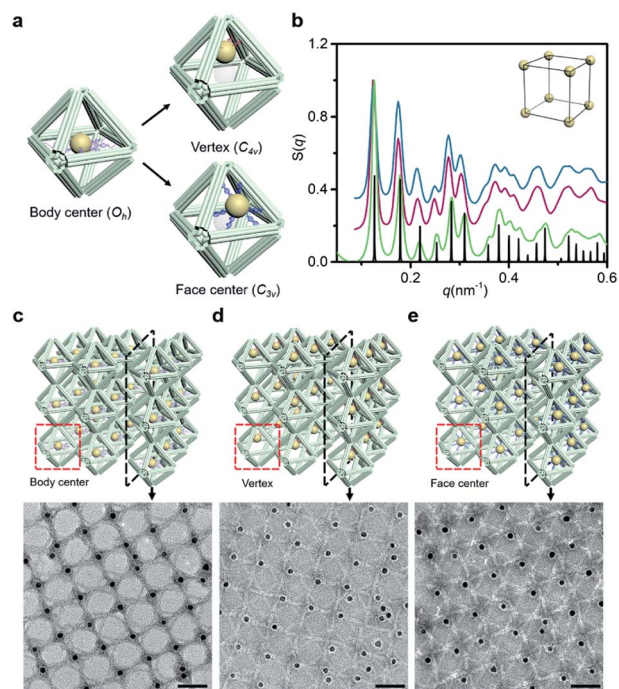 a
Body center (Oh)
Vertex (C4v)
Face center (C3v)
b
S(q)
1.2
0.8
0.4
0.0
0.2
0.4
0.6
q(nm-1)
c
Body center
d
Vertex
e
Face center